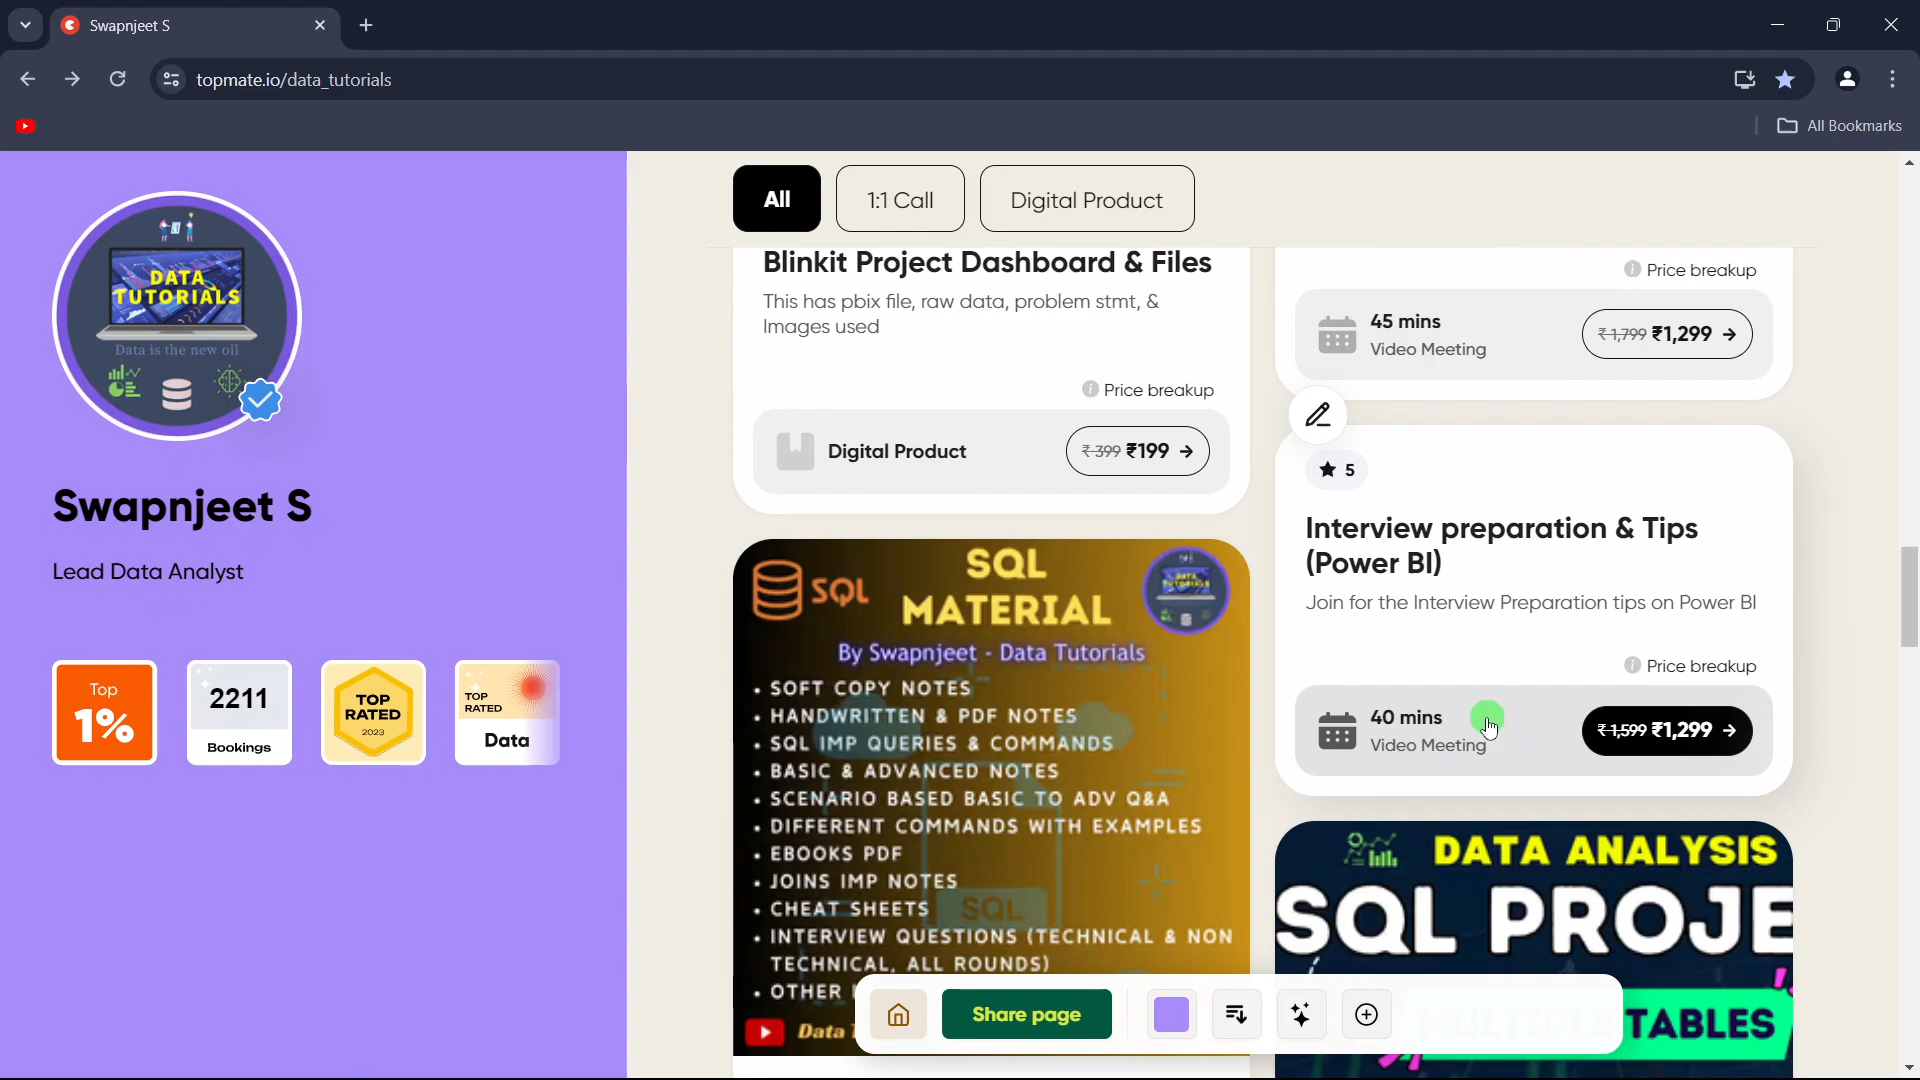 Swapnjeet S
topmate.io/data_tutorials
All Bookmarks
DATA
TUTORIALS
Data is the new oil
Swapnjeet S
Lead Data Analyst
Top
1%
2211
Bookings
TOP
RATED
2023
TOP
RATED
Data
All
1:1 Call
Digital Product
Blinkit Project Dashboard & Files
This has pbix file, raw data, problem stmt, &
Images used
Price breakup
Digital Product
₹ 399 ₹199 →
SQL
SQL
MATERIAL
By Swapnjeet - Data Tutorials
• SOFT COPY NOTES
• HANDWRITTEN & PDF NOTES
• SQL IMP QUERIES & COMMANDS
• BASIC & ADVANCED NOTES
• SCENARIO BASED BASIC TO ADV Q&A
• DIFFERENT COMMANDS WITH EXAMPLES
• EBOOKS PDF
• JOINS IMP NOTES
• CHEAT SHEETS
SQL
• INTERVIEW QUESTIONS (TECHNICAL & NON
TECHNICAL, ALL ROUNDS)
• OTHER
Data
Price breakup
45 mins
Video Meeting
₹ 1,799 ₹1,299 →
5
Interview preparation & Tips
(Power BI)
Join for the Interview Preparation tips on Power BI
Price breakup
40 mins
Video Meeting
₹ 1,599 ₹1,299 →
DATA ANALYSIS
SQL PROJE
MULTIPLE TABLES
Share page